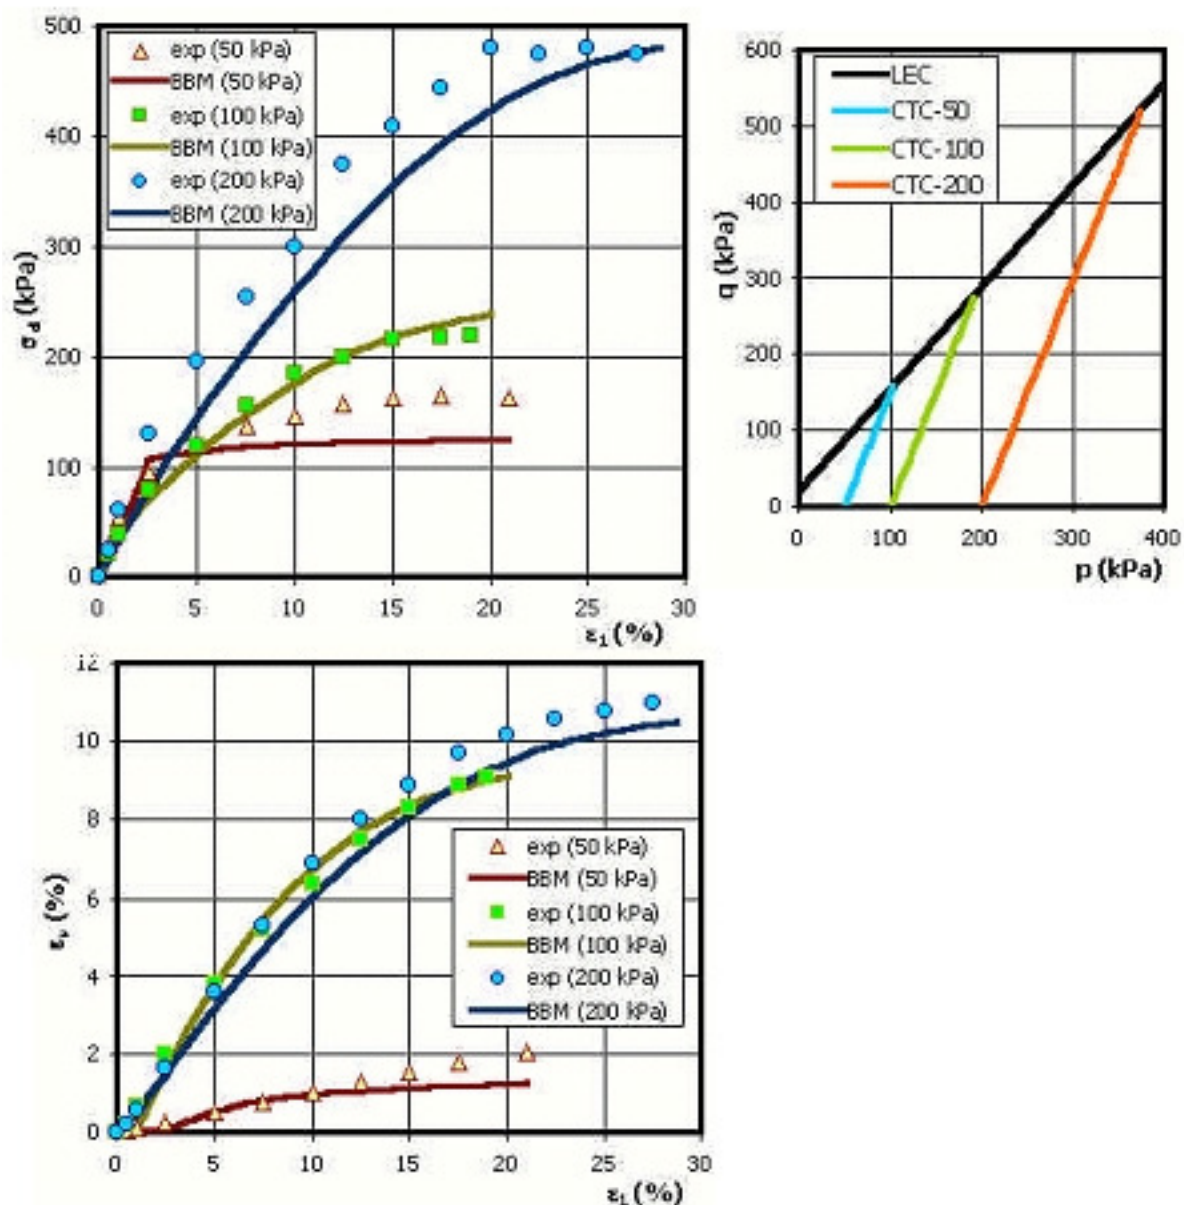 500
400
300
200
100
0
σd (kPa)
exp (50 kPa)
BBM (50 kPa)
exp (100 kPa)
BBM (100 kPa)
exp (200 kPa)
BBM (200 kPa)
0 5 10 15 20 25 30
ε1 (%)
600
500
400
300
200
100
0
q (kPa)
LEC
CTC-50
CTC-100
CTC-200
0 100 200 300 400
p (kPa)
12
10
8
6
4
2
0
εv (%)
exp (50 kPa)
BBM (50 kPa)
exp (100 kPa)
BBM (100 kPa)
exp (200 kPa)
BBM (200 kPa)
0 5 10 15 20 25 30
ε1 (%)